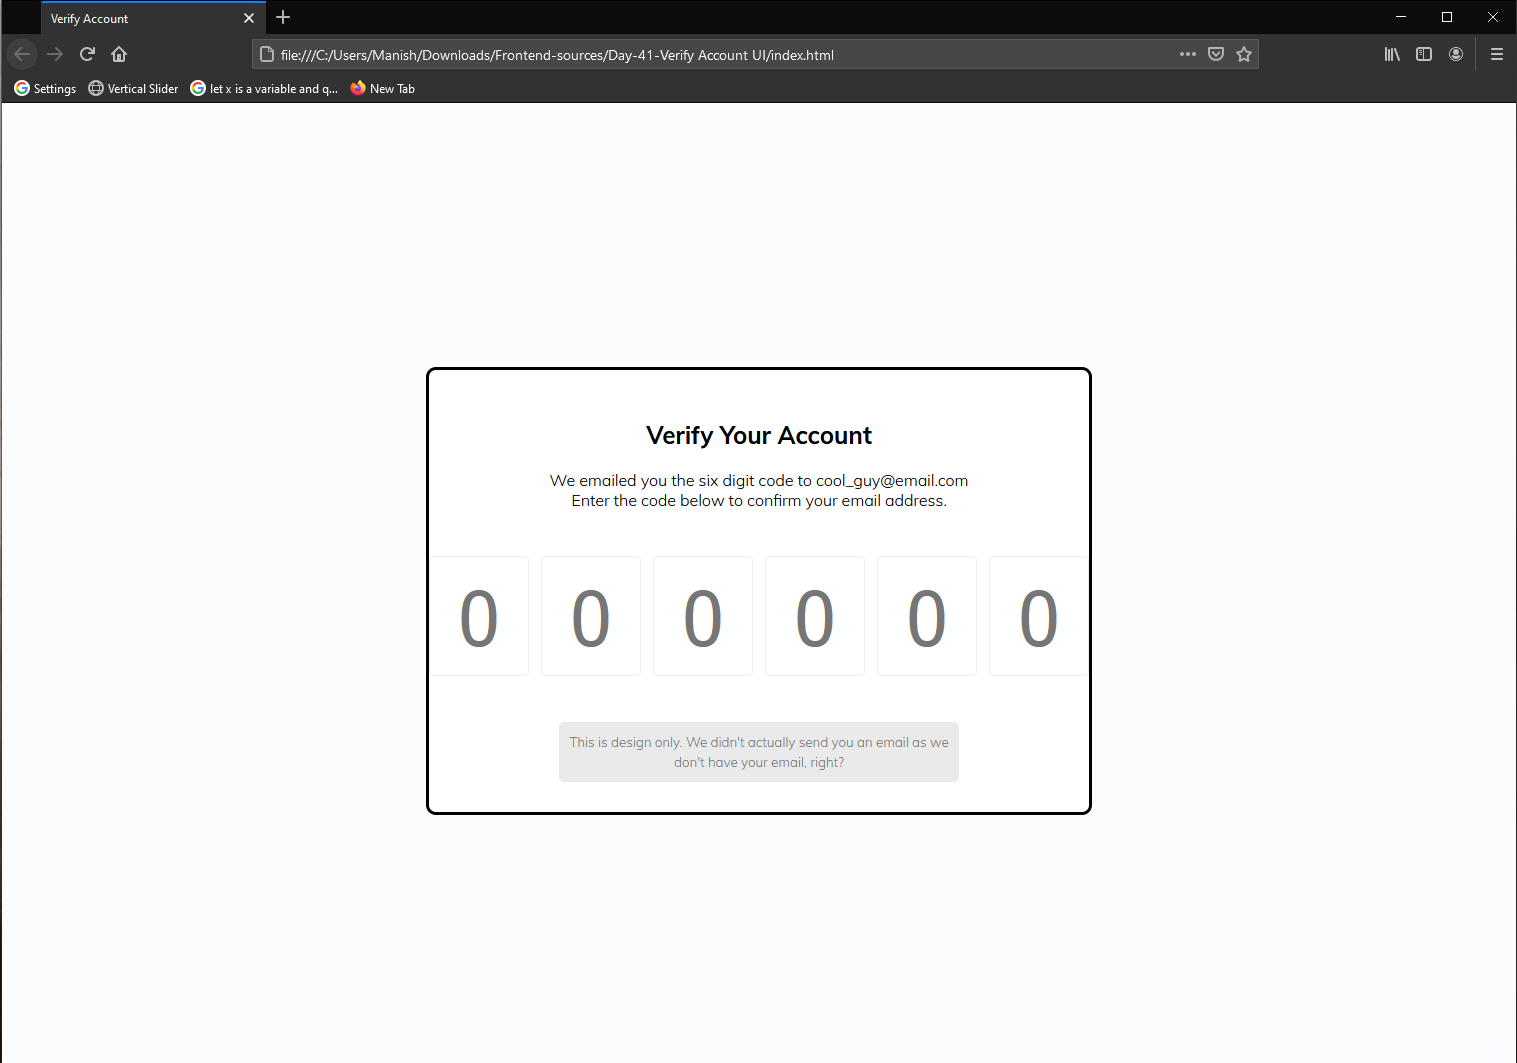 Verify Account
file:///C:/Users/Manish/Downloads/Frontend-sources/Day-41-Verify Account UI/index.html
Settings Vertical Slider let x is a variable and q... New Tab
Verify Your Account
We emailed you the six digit code to cool_guy@email.com
Enter the code below to confirm your email address.
0 0 0 0 0 0
This is design only. We didn't actually send you an email as we
don't have your email, right?